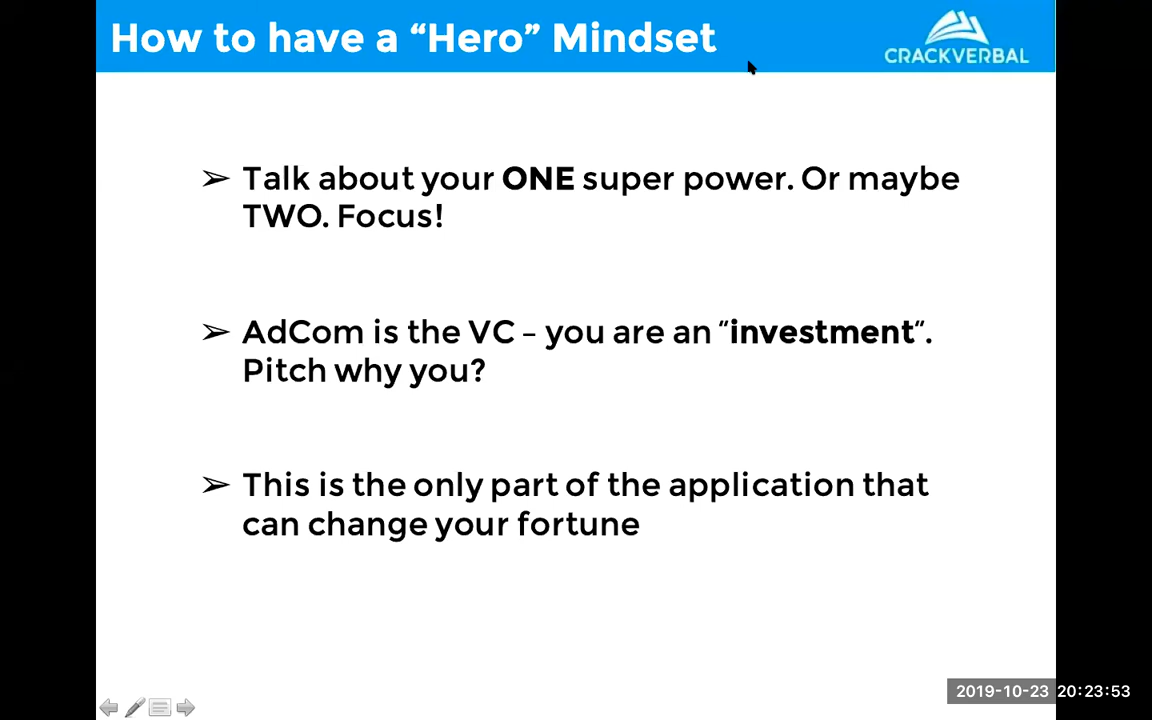 How to have a “Hero” Mindset
CRACKVERBAL
➢ Talk about your ONE super power. Or maybe
TWO. Focus!
➢ AdCom is the VC – you are an “investment“.
Pitch why you?
➢ This is the only part of the application that
can change your fortune
2019-10-23 20:23:53